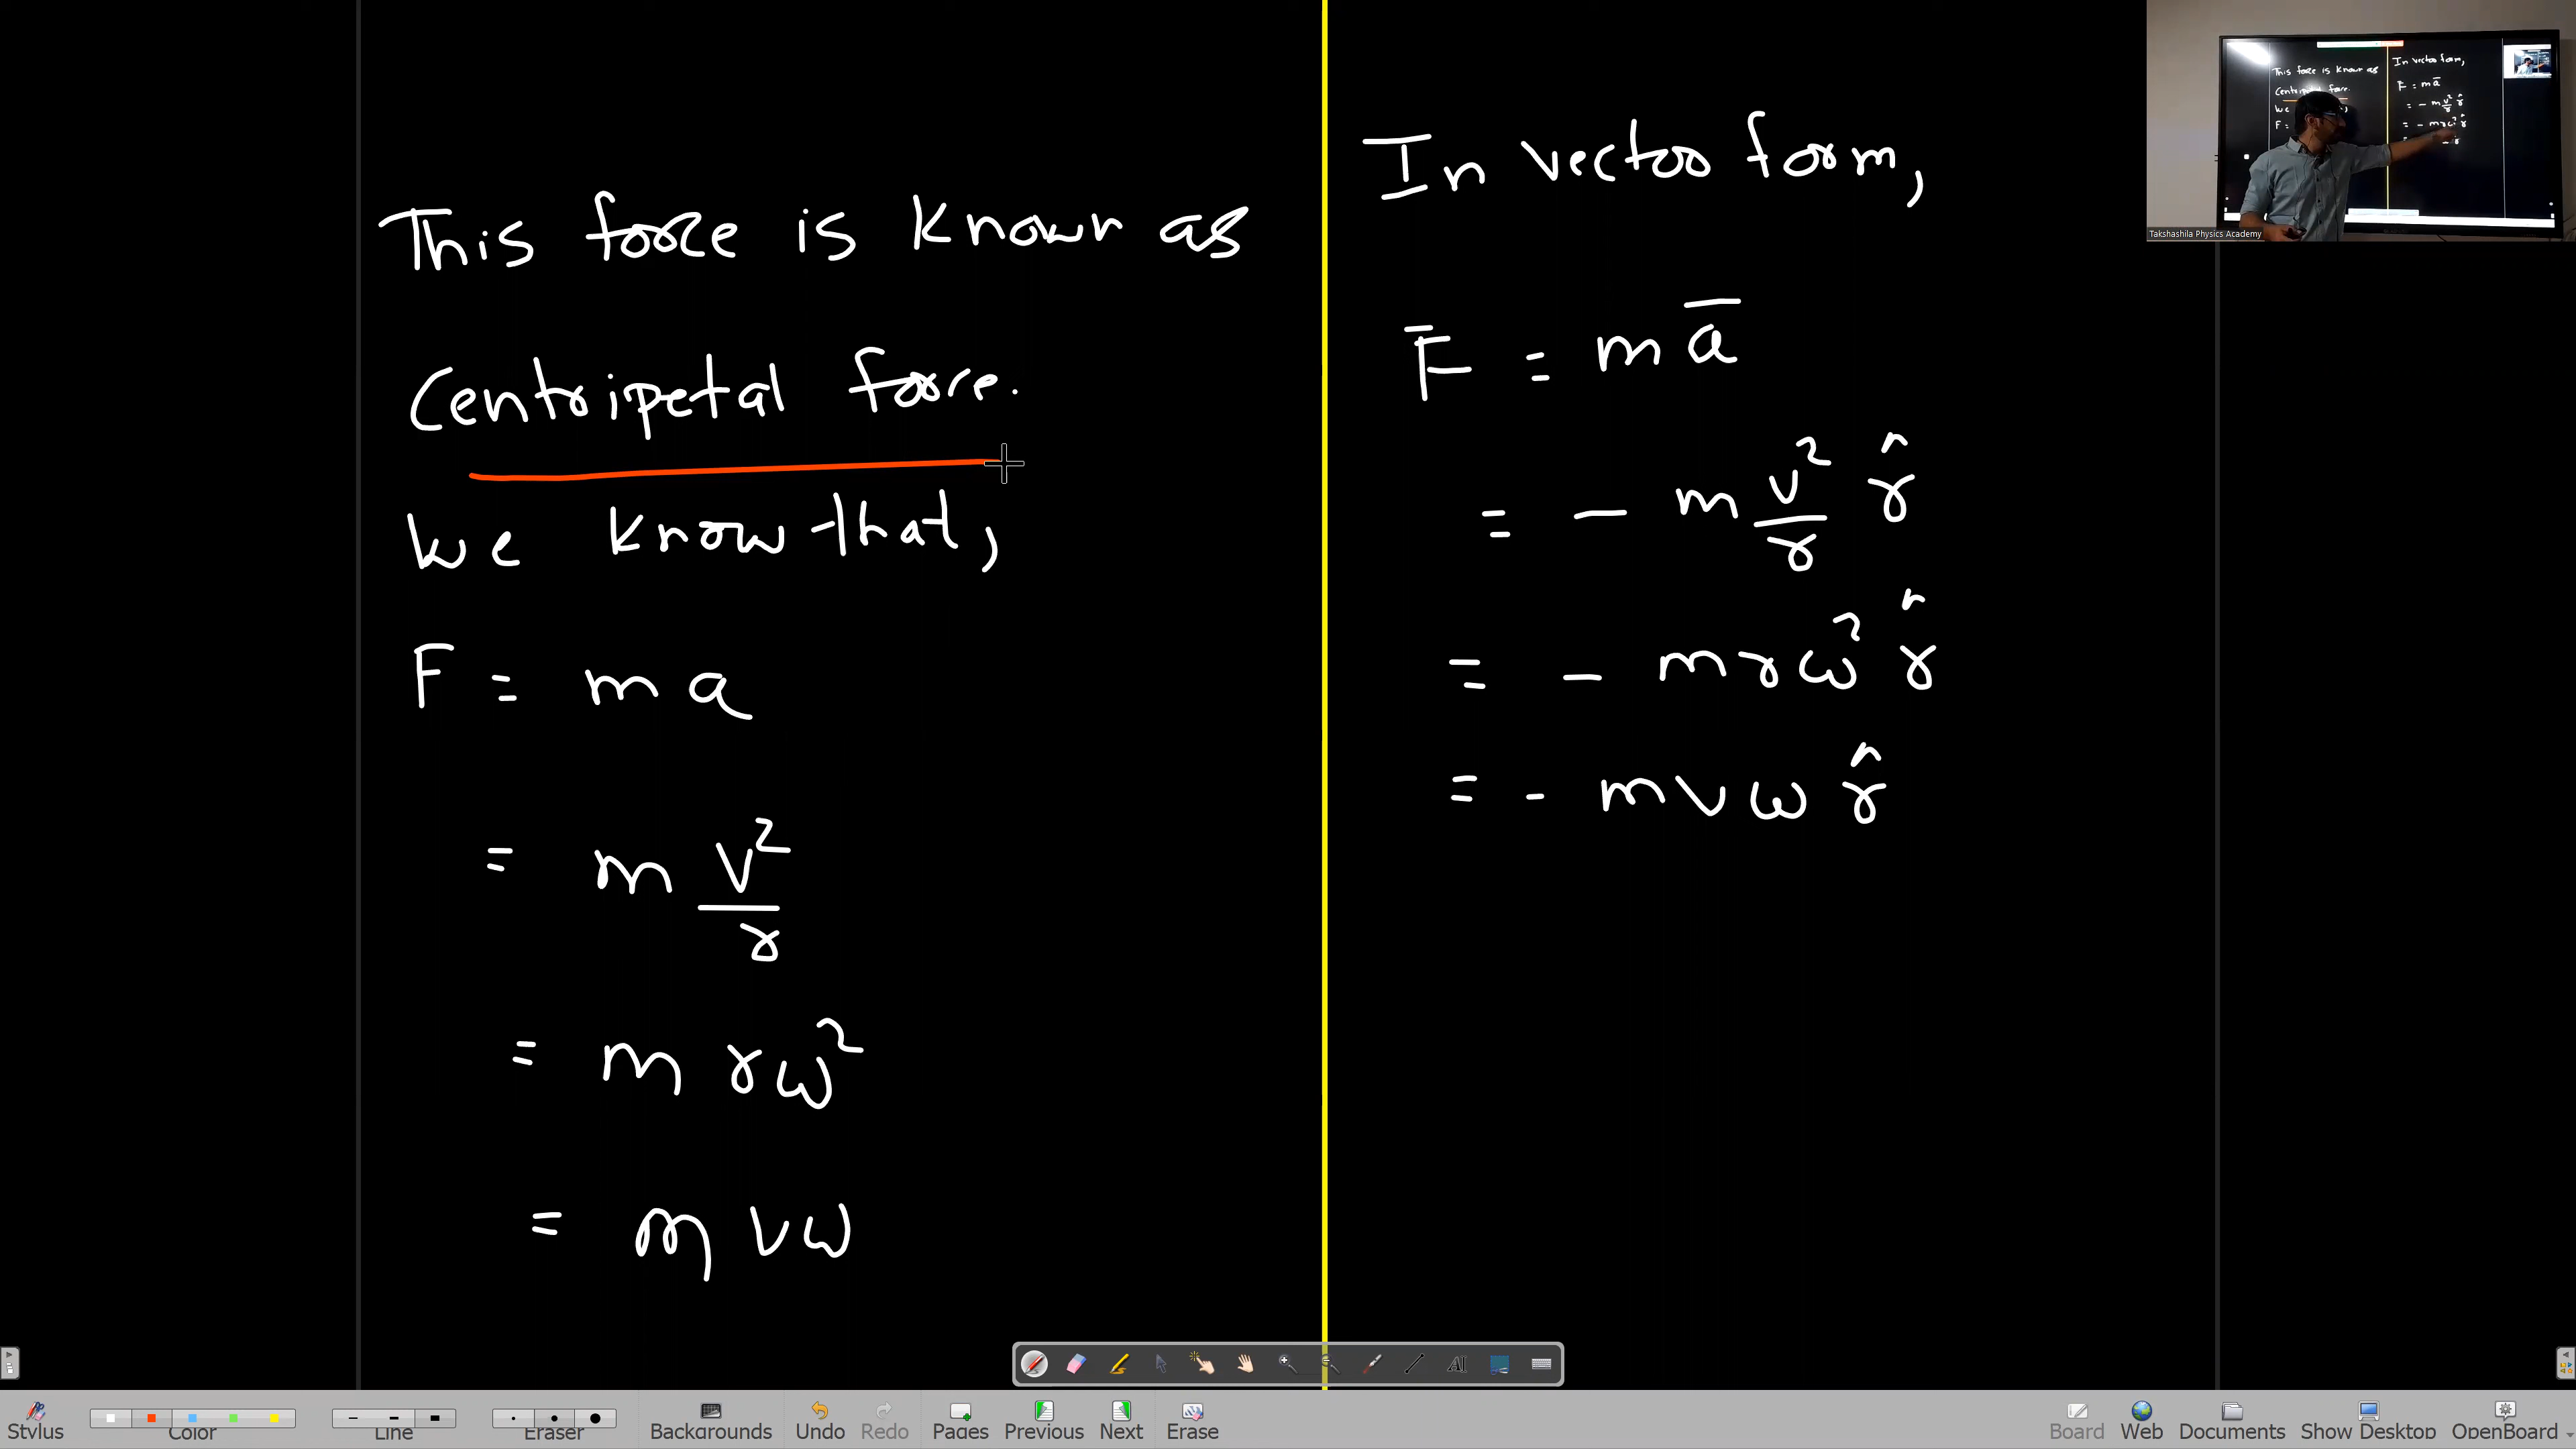 This force is known as
Centripetal force.
We know that,
F = m a
= m v²/r
= m r ω²
= m v ω
In vector form,
F̅ = m a̅
= - m v²/r r̂
= - m r ω² r̂
= - m v ω r̂
Takshashila Physics Academy
Stylus Color Line Eraser Backgrounds Undo Redo Pages Previous Next Erase Board Web Documents Show Desktop OpenBoard